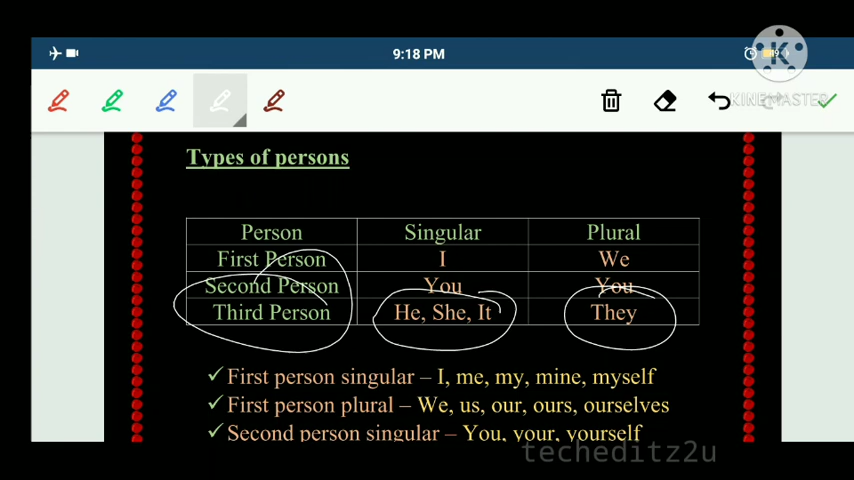 9:18 PM
19
K
KINEMASTER
Types of persons
Person Singular Plural
First Person I We
Second Person You You
Third Person He, She, It They
✓ First person singular – I, me, my, mine, myself
✓ First person plural – We, us, our, ours, ourselves
✓ Second person singular – You, your, yourself
techeditz2u